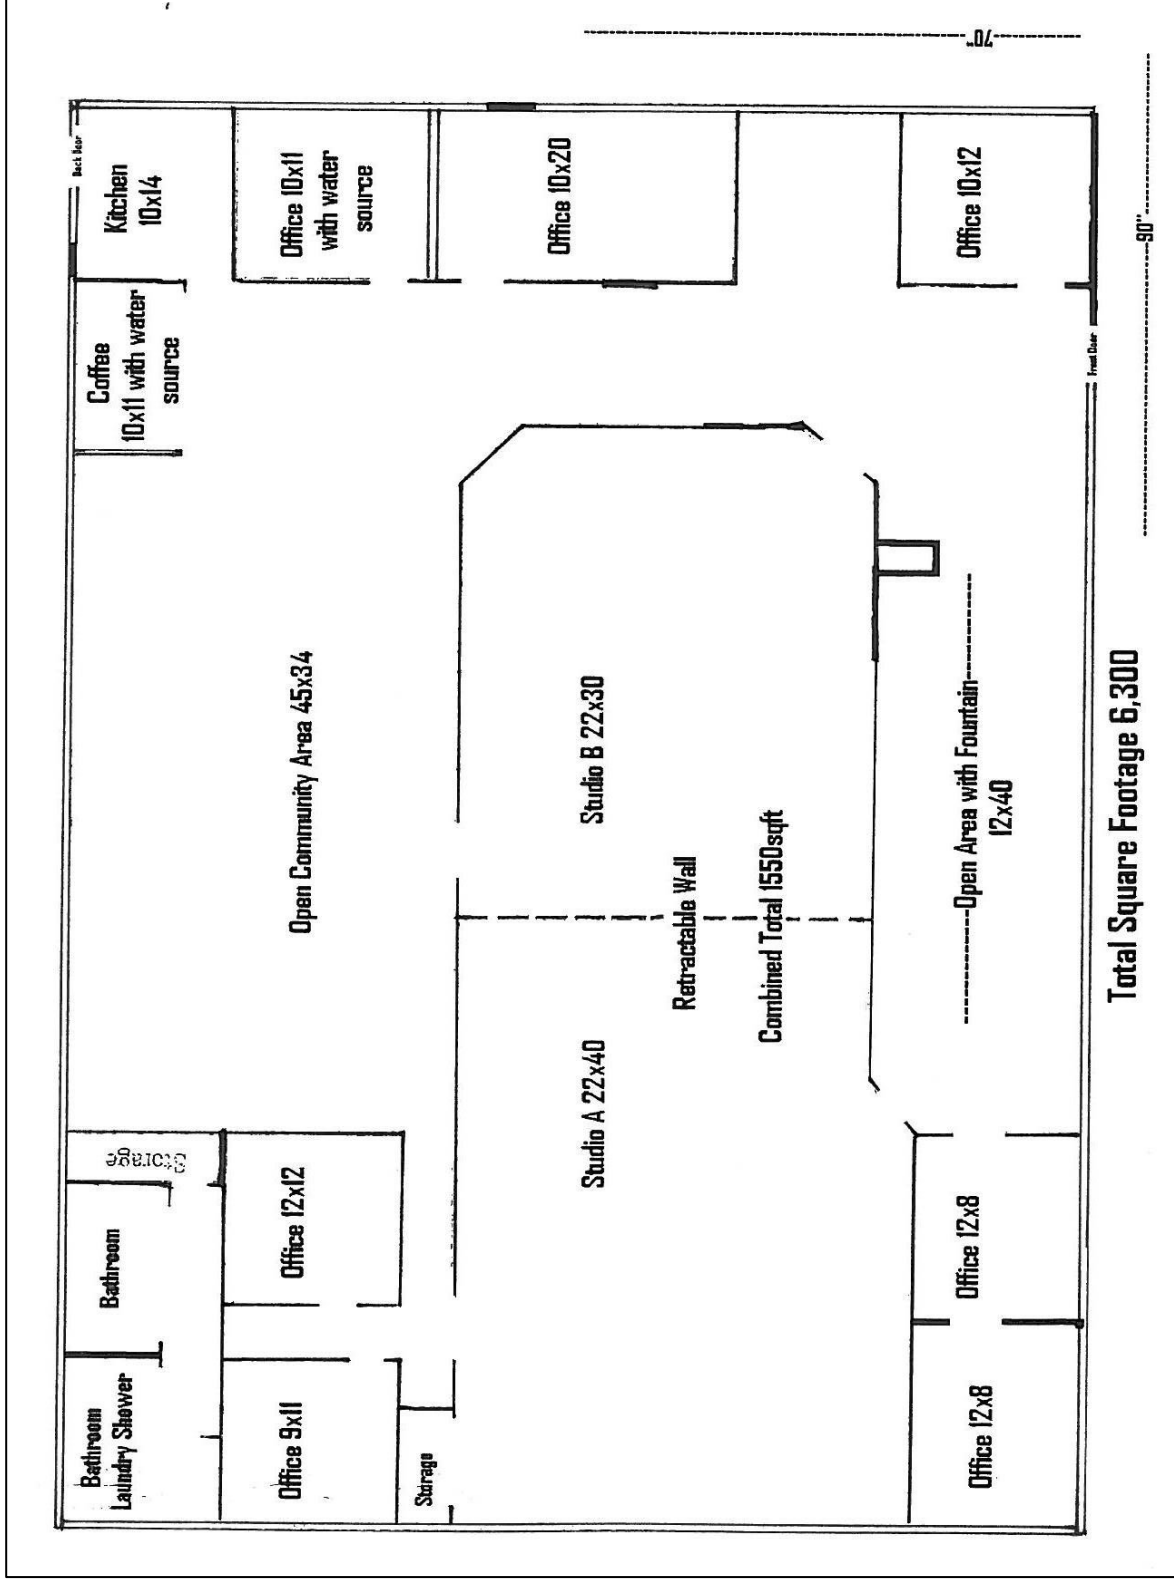 Bathroom
Laundry Shower
Bathroom
Storage
Coffee
10x11 with water
source
Kitchen
10x14
Back Door
Office 9x11
Office 12x12
Open Community Area 45x34
Office 10x11
with water
source
Storage
Studio A 22x40
Studio B 22x30
Office 10x20
Retractable Wall
Combined Total 1550sqft
Office 12x8
Office 12x8
Open Area with Fountain
12x40
Office 10x12
Front Door
Total Square Footage 6,300
90"
70"